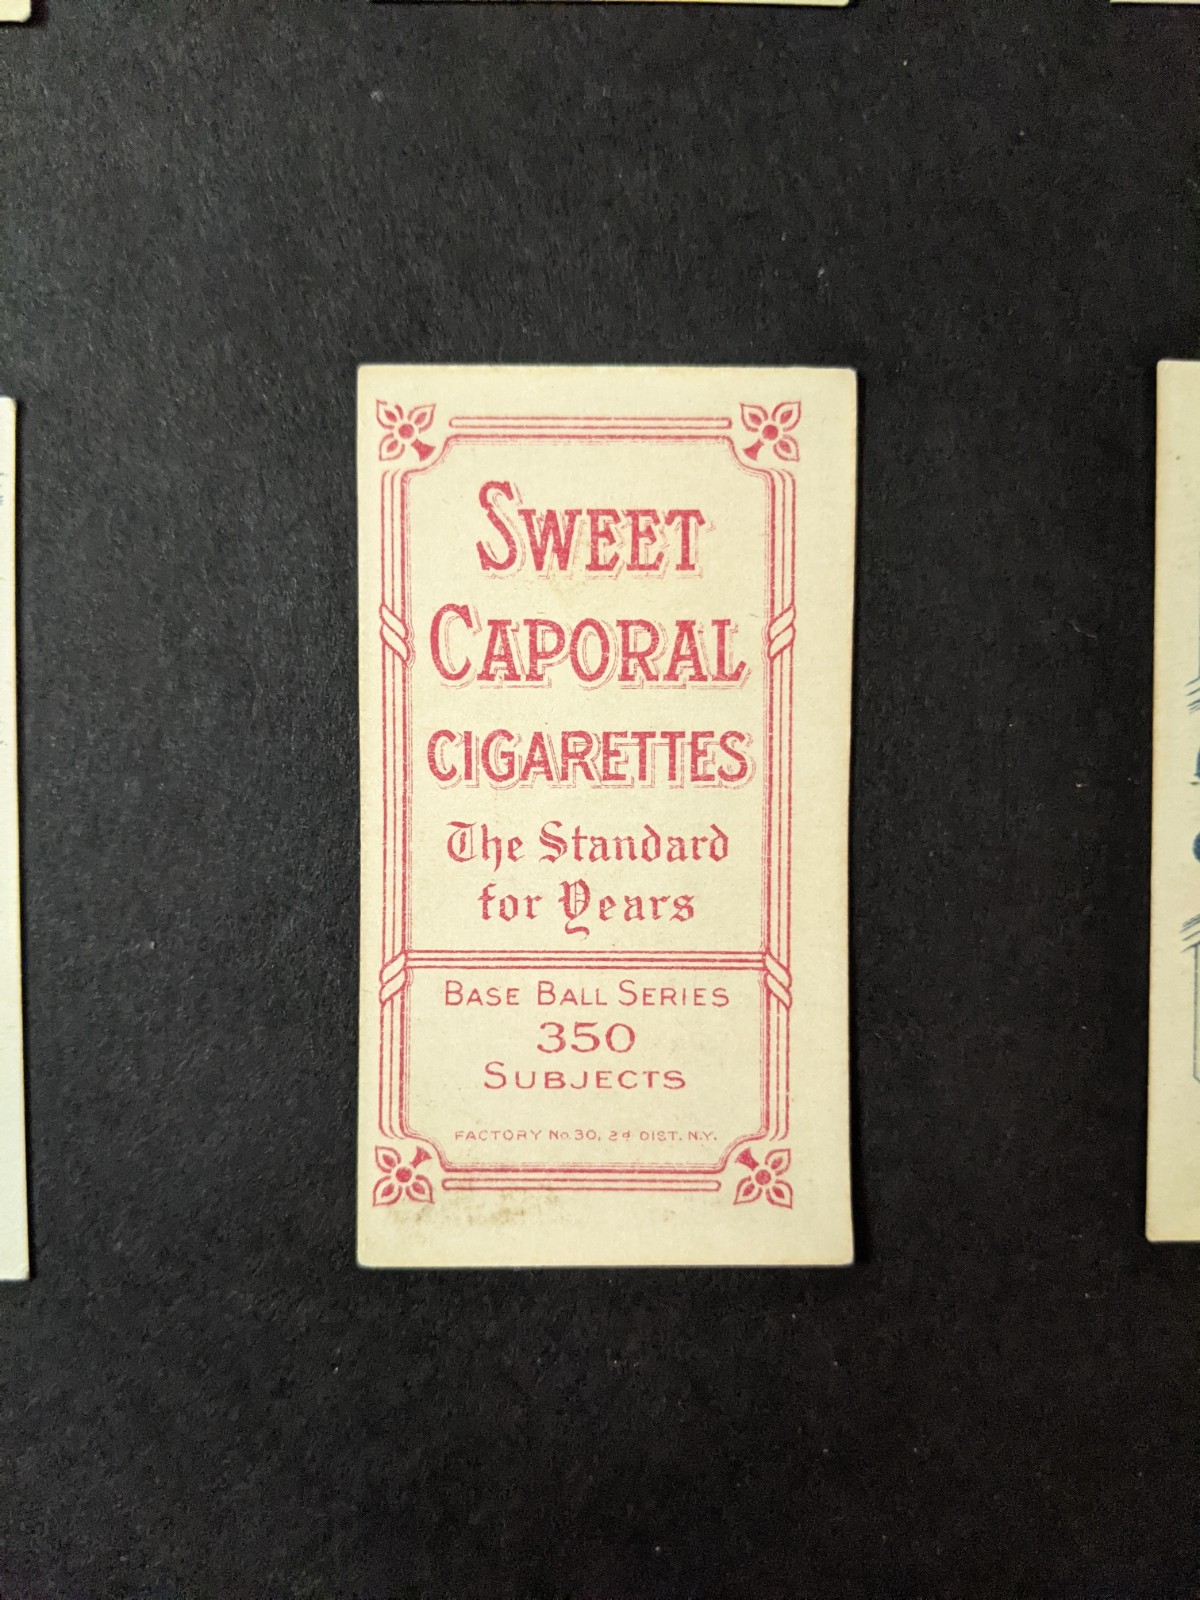 SWEET
CAPORAL
CIGARETTES
The Standard
for Years
BASE BALL SERIES
350
SUBJECTS
FACTORY No. 30, 2d DIST. N.Y.